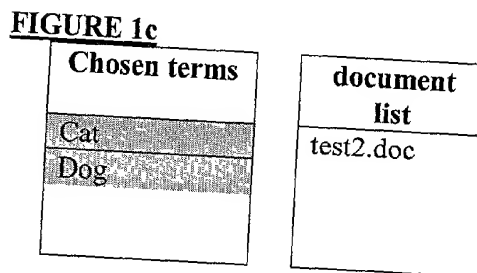 FIGURE 1c
Chosen terms
Cat
Dog
document
list
test2.doc